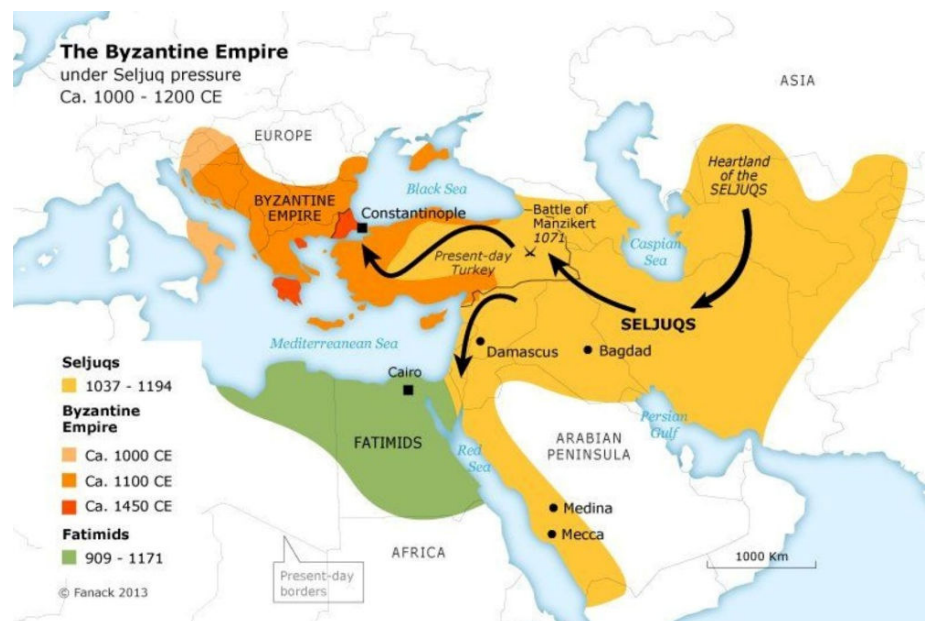 The Byzantine Empire
under Seljuq pressure
Ca. 1000 - 1200 CE
EUROPE
ASIA
Heartland
of the
SELJUQS
Black Sea
BYZANTINE
EMPIRE
Constantinople
Battle of
Manzikert
1071
Caspian
Sea
Present-day
Turkey
SELJUQS
Mediterranean Sea
Damascus
Bagdad
Cairo
Persian
Gulf
FATIMIDS
Red
Sea
ARABIAN
PENINSULA
Medina
Mecca
AFRICA
1000 Km
Present-day
borders
Seljuqs
1037 - 1194
Byzantine
Empire
Ca. 1000 CE
Ca. 1100 CE
Ca. 1450 CE
Fatimids
909 - 1171
© Fanack 2013